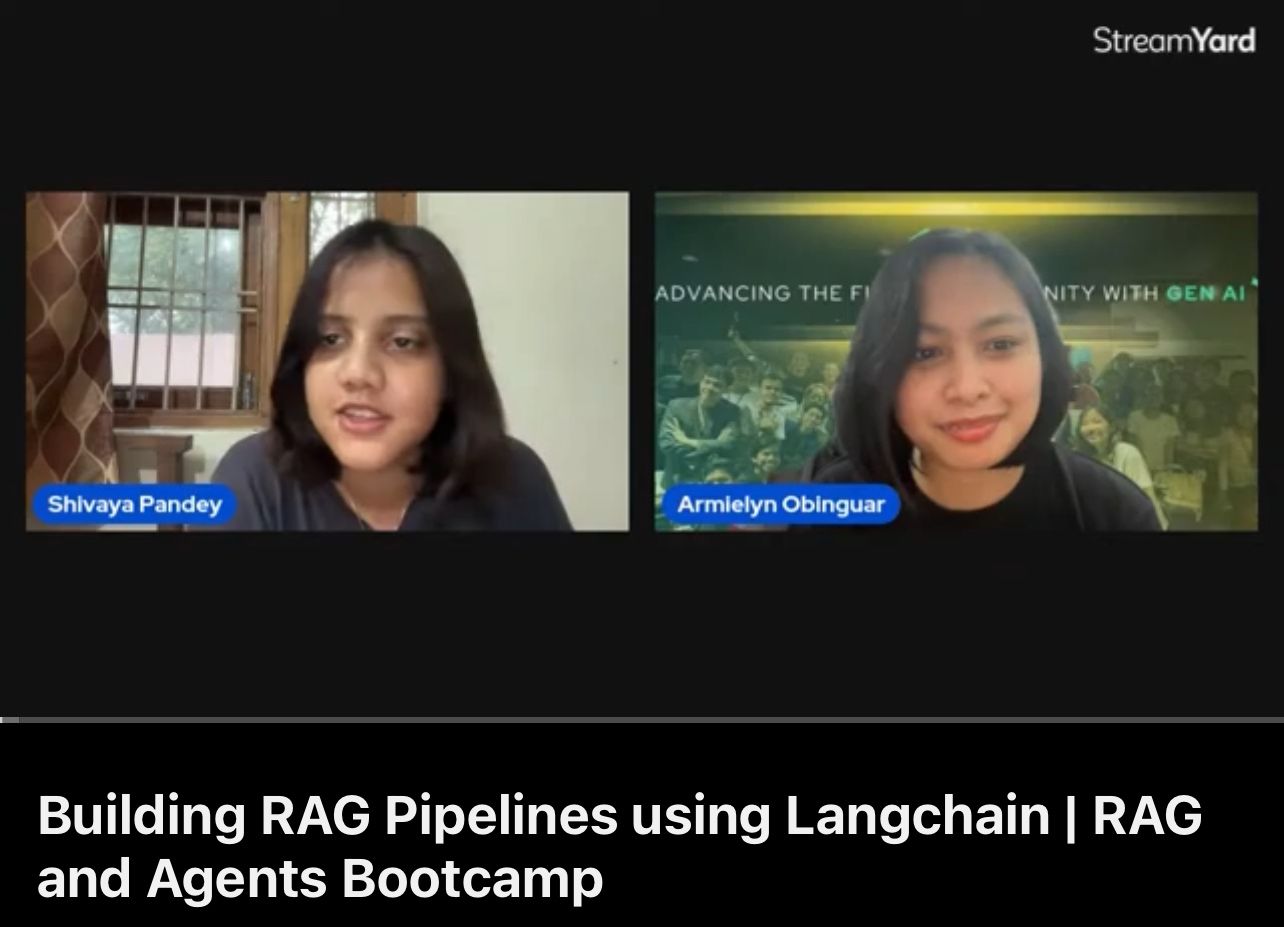 StreamYard
ADVANCING THE NITY WITH GEN AI
Shivaya Pandey
Armielyn Obinguar
Building RAG Pipelines using Langchain | RAG
and Agents Bootcamp